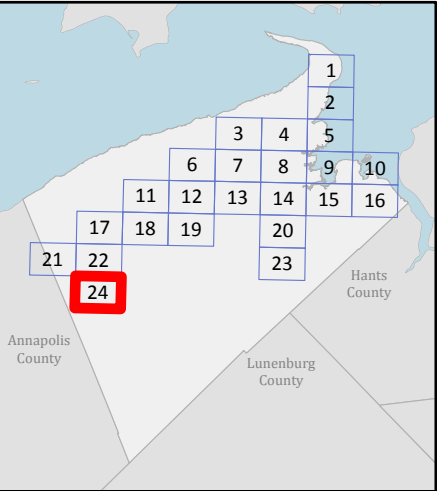 1
2
3 4 5
6 7 8 9 10
11 12 13 14 15 16
17 18 19 20
21 22 23
24
Hants
County
Annapolis
County
Lunenburg
County